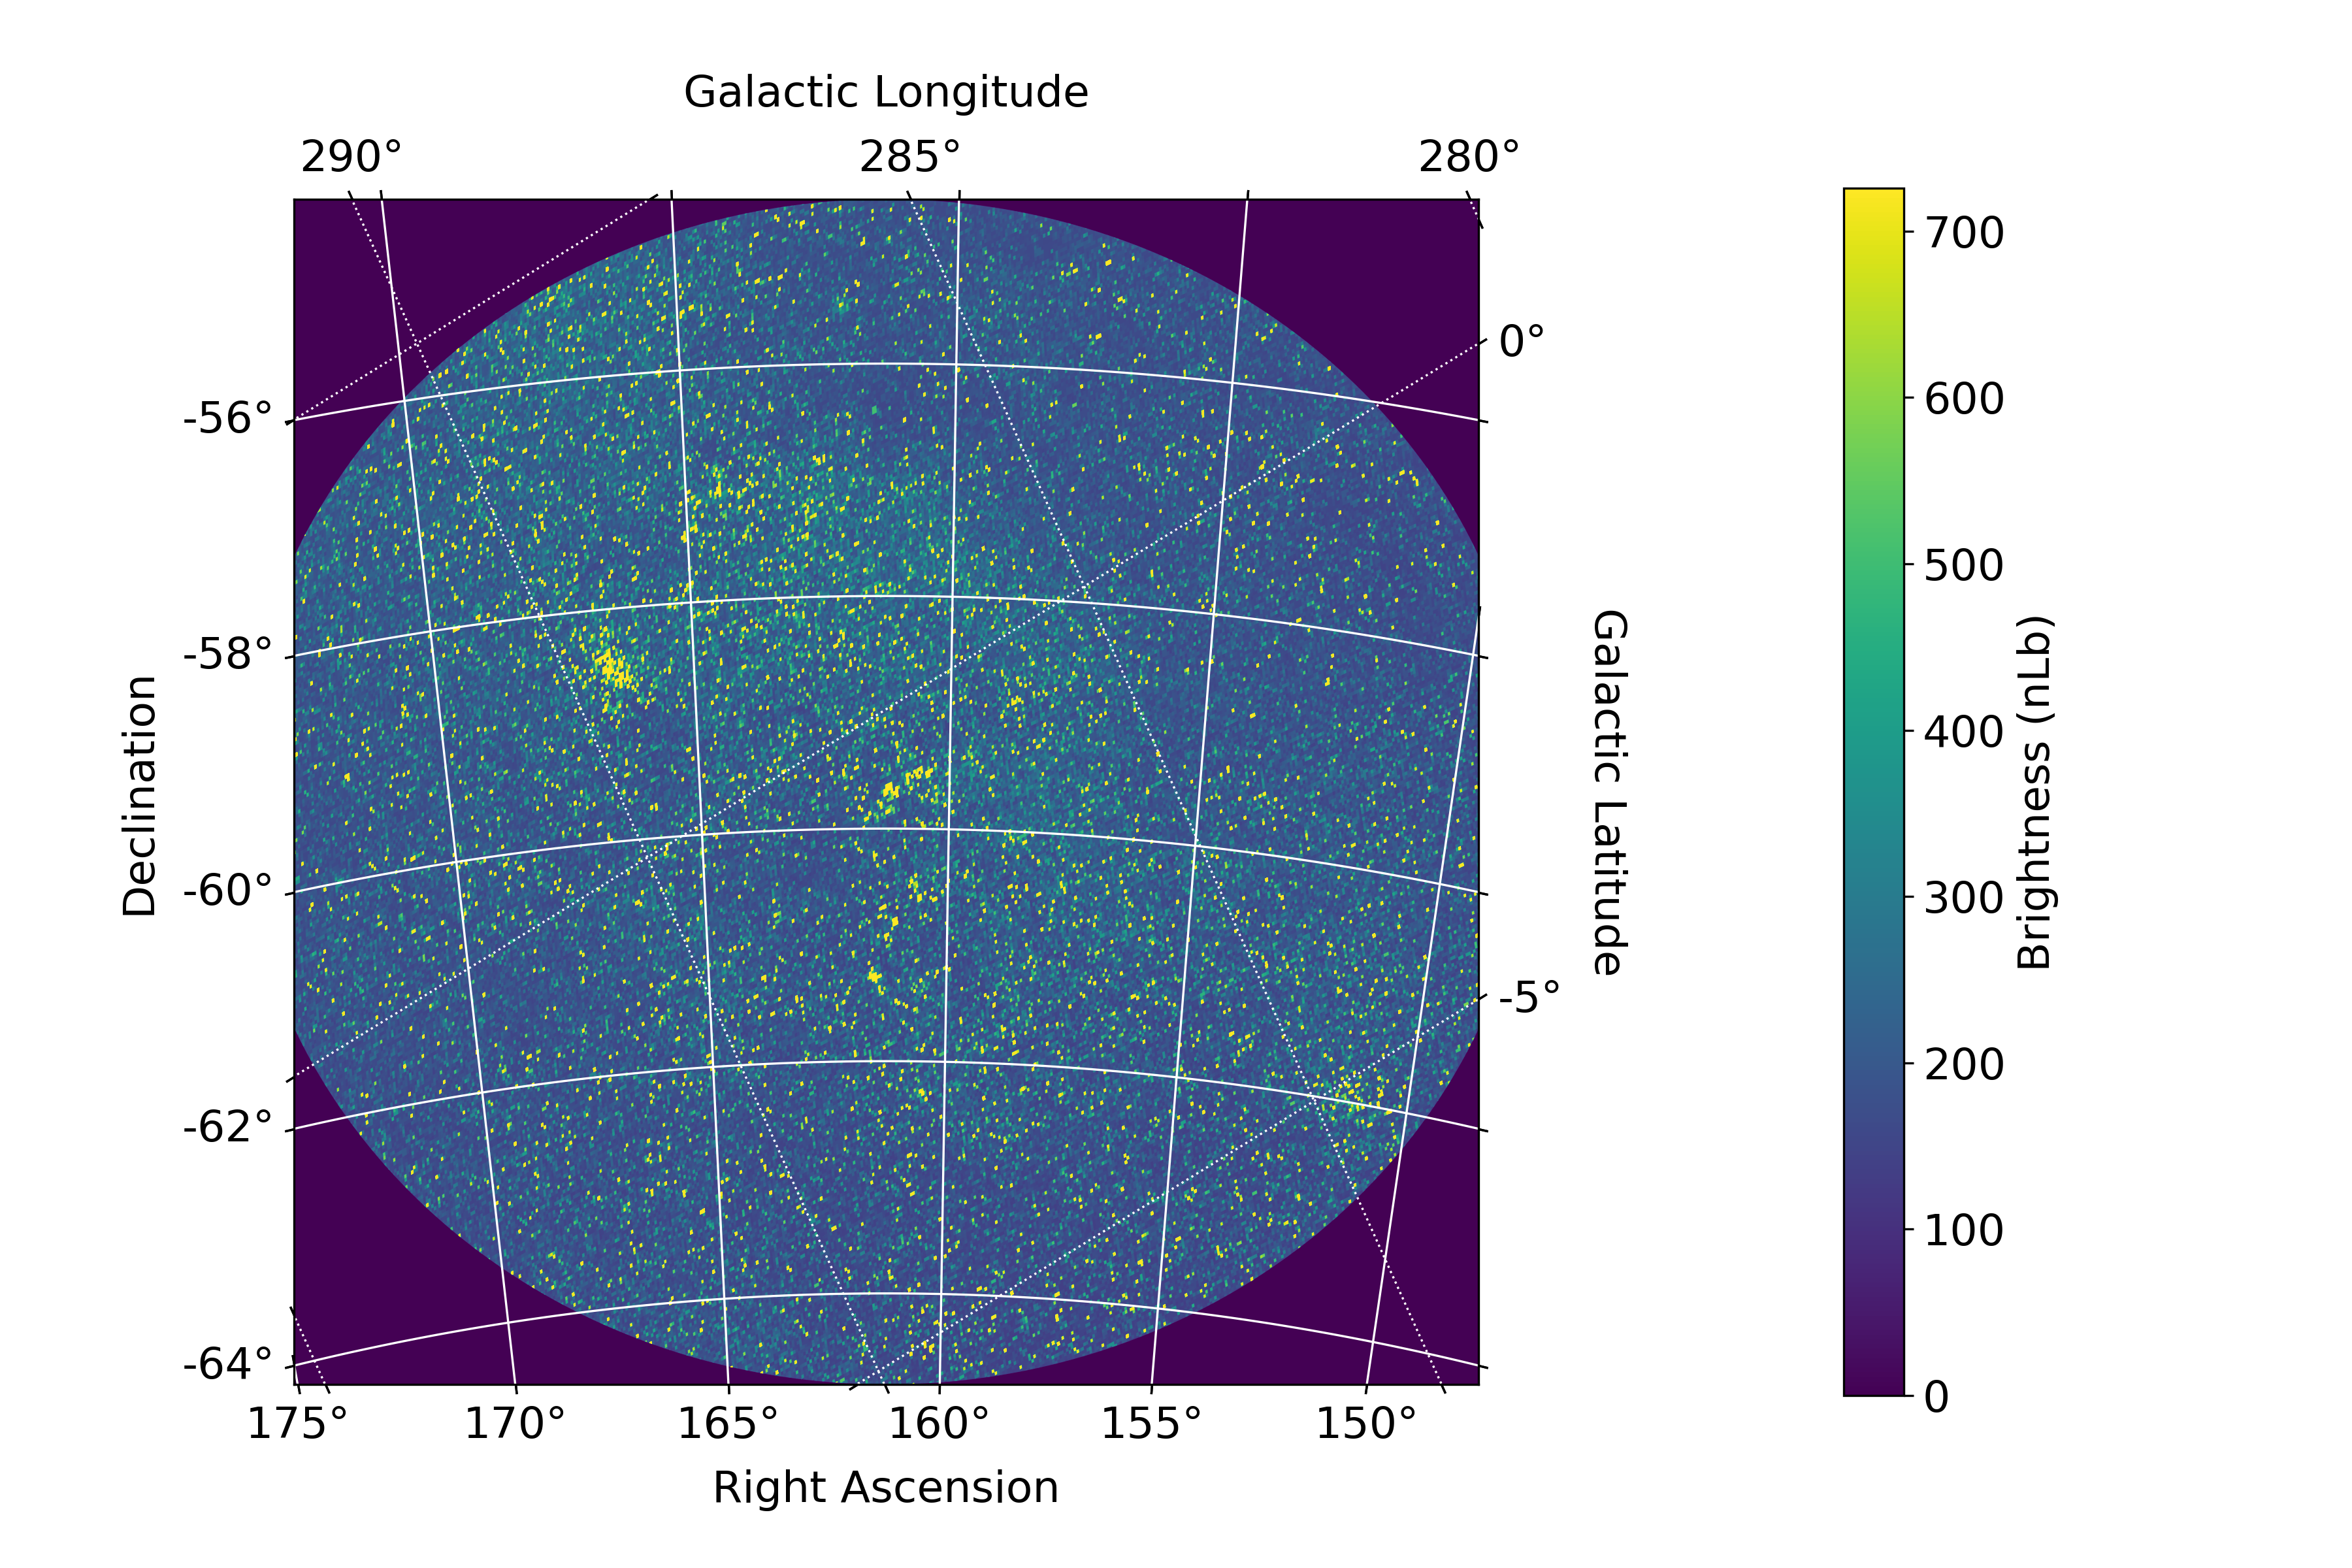 Galactic Longitude
290° 285° 280°
700
0°
600
-56°
500
-58°
Declination
Galactic Latitude
Brightness (nLb)
400
-60°
300
-5°
200
-62°
100
-64°
0
175° 170° 165° 160° 155° 150°
Right Ascension